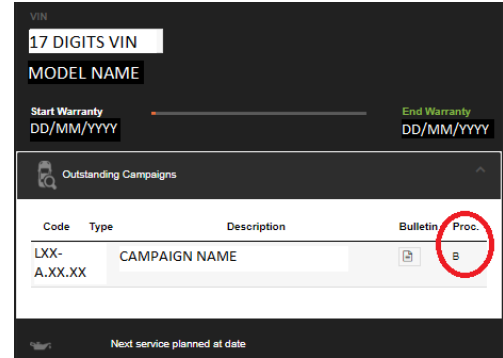 VIN
17 DIGITS VIN
MODEL NAME
Start Warranty End Warranty
DD/MM/YYYY DD/MM/YYYY
Outstanding Campaigns
Code Type Description Bulletin Proc.
LXX- CAMPAIGN NAME B
A.XX.XX
Next service planned at date